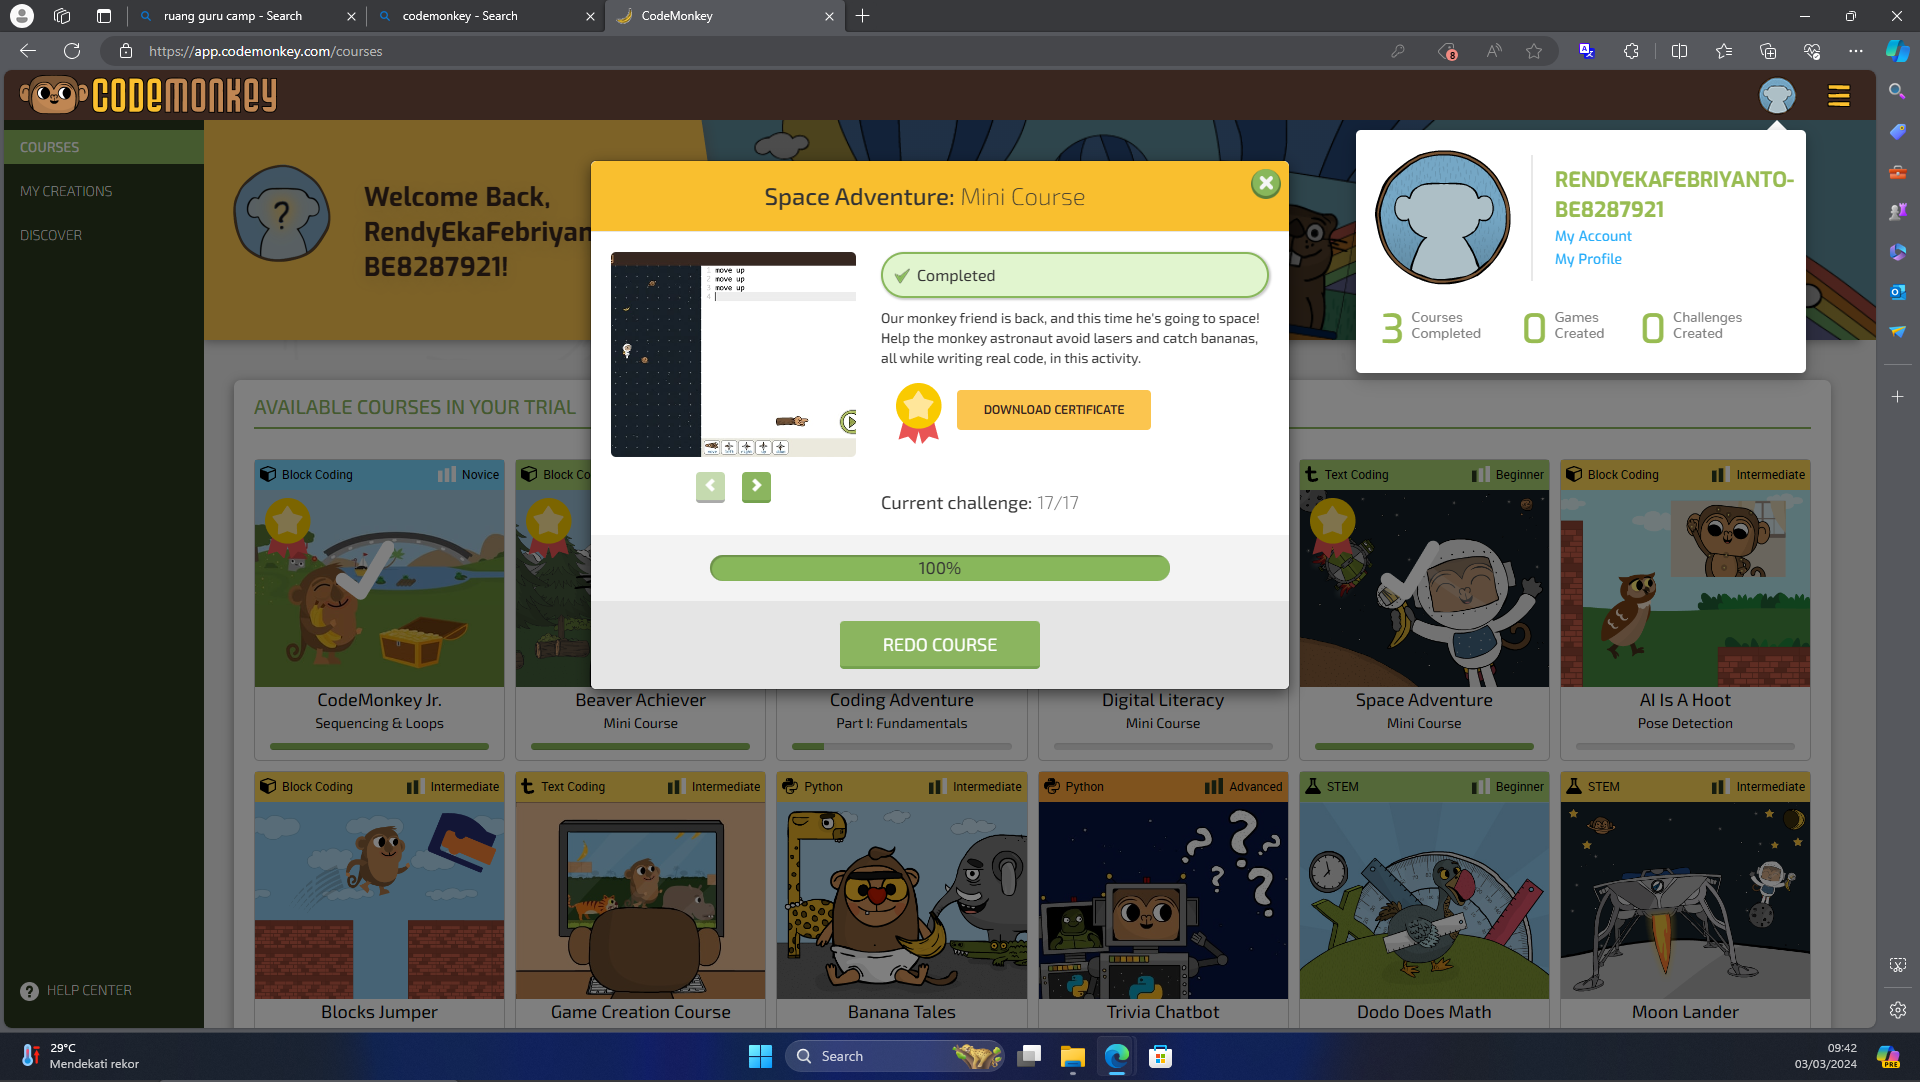 ruang guru camp - Search
codemonkey - Search
CodeMonkey
https://app.codemonkey.com/courses
8
CODEMONKEY
COURSES
MY CREATIONS
DISCOVER
HELP CENTER
?
Welcome Back,
RendyEkaFebriyan
BE8287921!
RENDYEKAFEBRIYANTO-
BE8287921
My Account
My Profile
3 Courses Completed
0 Games Created
0 Challenges Created
Space Adventure: Mini Course
1 move up
2 move up
3 move up
4
Completed
Our monkey friend is back, and this time he's going to space!
Help the monkey astronaut avoid lasers and catch bananas,
all while writing real code, in this activity.
DOWNLOAD CERTIFICATE
Current challenge: 17/17
100%
REDO COURSE
AVAILABLE COURSES IN YOUR TRIAL
Block Coding Novice
Block Co
Text Coding Beginner
Block Coding Intermediate
CodeMonkey Jr.
Sequencing & Loops
Beaver Achiever
Mini Course
Coding Adventure
Part I: Fundamentals
Digital Literacy
Mini Course
Space Adventure
Mini Course
AI Is A Hoot
Pose Detection
Block Coding Intermediate
Text Coding Intermediate
Python Intermediate
Python Advanced
STEM Beginner
STEM Intermediate
Blocks Jumper
Game Creation Course
Banana Tales
Trivia Chatbot
Dodo Does Math
Moon Lander
29°C
Mendekati rekor
Search
09:42
03/03/2024
PRE